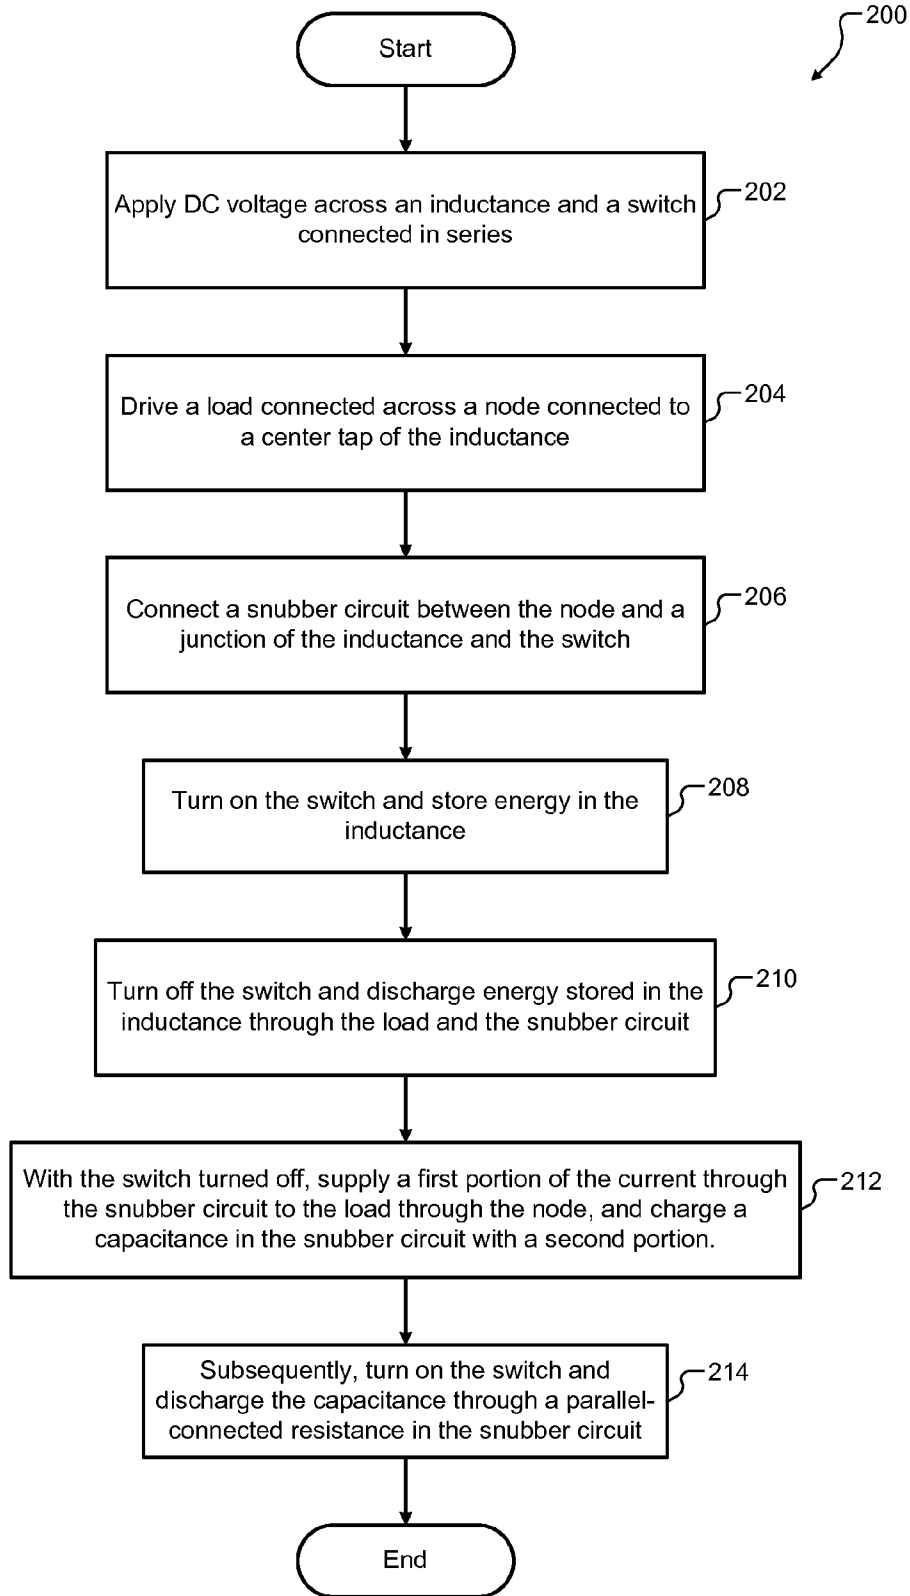 200
Start
Apply DC voltage across an inductance and a switch
connected in series
202
Drive a load connected across a node connected to
a center tap of the inductance
204
Connect a snubber circuit between the node and a
junction of the inductance and the switch
206
Turn on the switch and store energy in the
inductance
208
Turn off the switch and discharge energy stored in the
inductance through the load and the snubber circuit
210
With the switch turned off, supply a first portion of the current through
the snubber circuit to the load through the node, and charge a
capacitance in the snubber circuit with a second portion.
212
Subsequently, turn on the switch and
discharge the capacitance through a parallel-
connected resistance in the snubber circuit
214
End